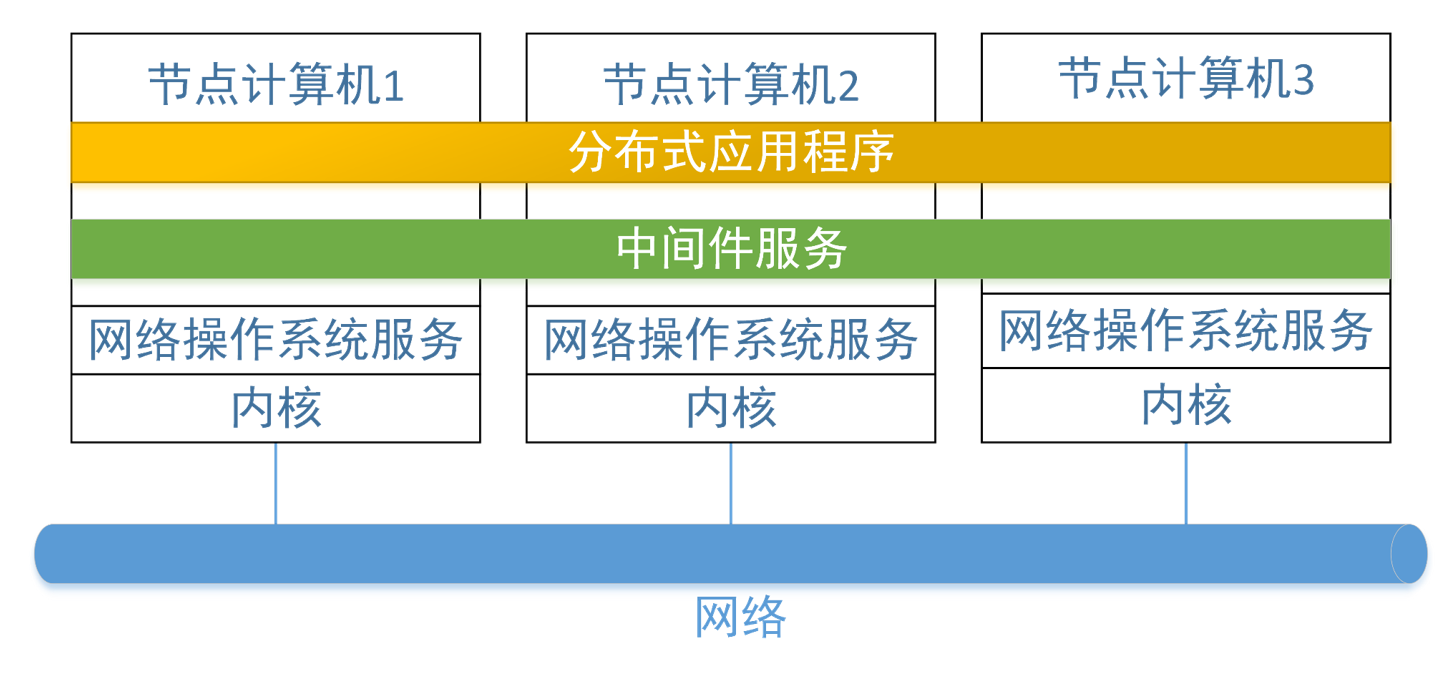 节点计算机1
节点计算机2
节点计算机3
分布式应用程序
中间件服务
网络操作系统服务
网络操作系统服务
网络操作系统服务
内核
内核
内核
网络